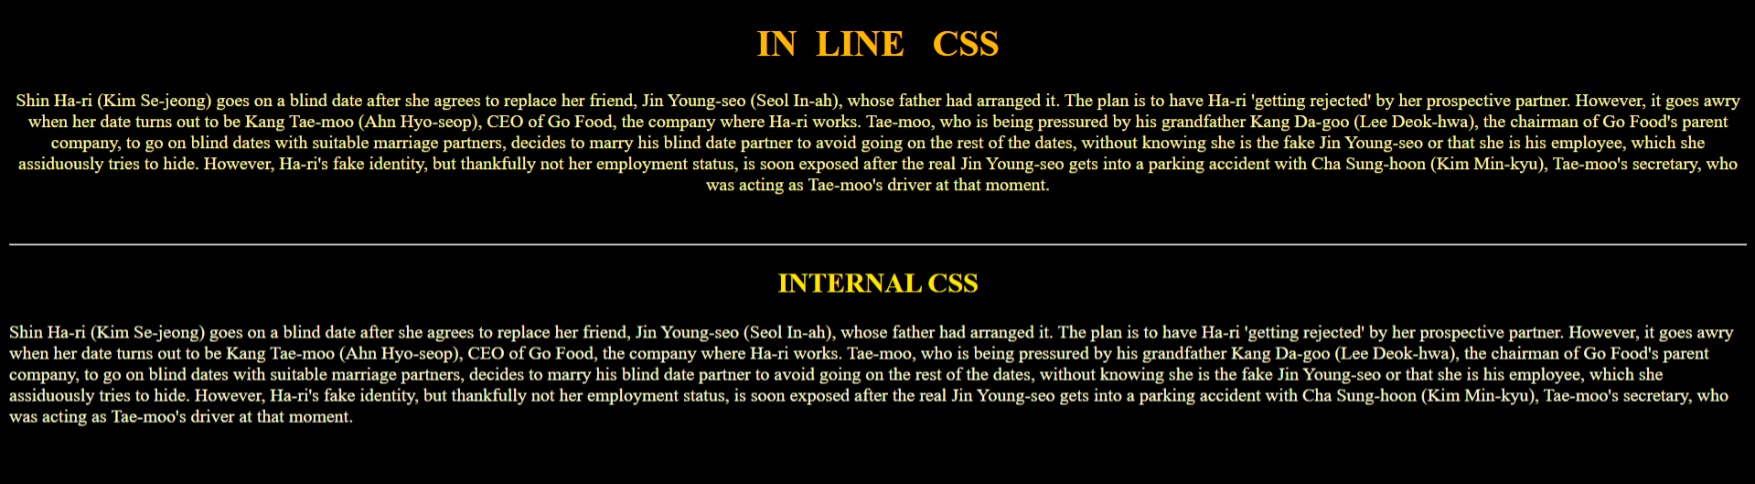 IN LINE CSS
Shin Ha-ri (Kim Se-jeong) goes on a blind date after she agrees to replace her friend, Jin Young-seo (Seol In-ah), whose father had arranged it. The plan is to have Ha-ri 'getting rejected' by her prospective partner. However, it goes awry
when her date turns out to be Kang Tae-moo (Ahn Hyo-seop), CEO of Go Food, the company where Ha-ri works. Tae-moo, who is being pressured by his grandfather Kang Da-goo (Lee Deok-hwa), the chairman of Go Food's parent
company, to go on blind dates with suitable marriage partners, decides to marry his blind date partner to avoid going on the rest of the dates, without knowing she is the fake Jin Young-seo or that she is his employee, which she
assiduously tries to hide. However, Ha-ri's fake identity, but thankfully not her employment status, is soon exposed after the real Jin Young-seo gets into a parking accident with Cha Sung-hoon (Kim Min-kyu), Tae-moo's secretary, who
was acting as Tae-moo's driver at that moment.
INTERNAL CSS
Shin Ha-ri (Kim Se-jeong) goes on a blind date after she agrees to replace her friend, Jin Young-seo (Seol In-ah), whose father had arranged it. The plan is to have Ha-ri 'getting rejected' by her prospective partner. However, it goes awry
when her date turns out to be Kang Tae-moo (Ahn Hyo-seop), CEO of Go Food, the company where Ha-ri works. Tae-moo, who is being pressured by his grandfather Kang Da-goo (Lee Deok-hwa), the chairman of Go Food's parent
company, to go on blind dates with suitable marriage partners, decides to marry his blind date partner to avoid going on the rest of the dates, without knowing she is the fake Jin Young-seo or that she is his employee, which she
assiduously tries to hide. However, Ha-ri's fake identity, but thankfully not her employment status, is soon exposed after the real Jin Young-seo gets into a parking accident with Cha Sung-hoon (Kim Min-kyu), Tae-moo's secretary, who
was acting as Tae-moo's driver at that moment.